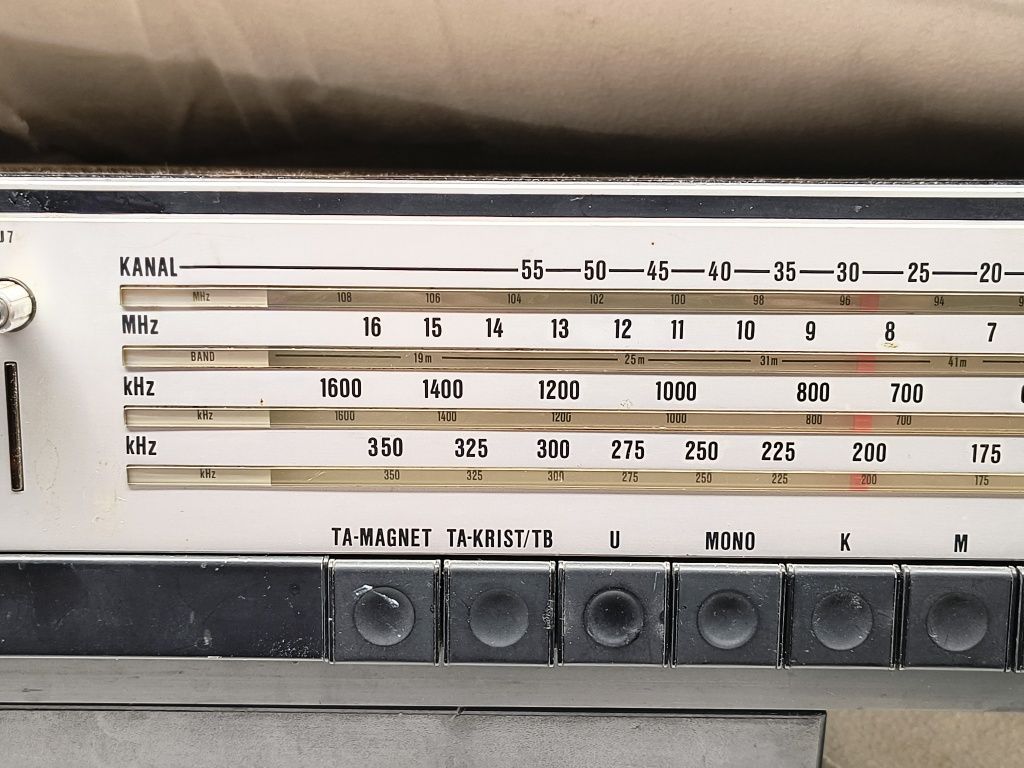 J7
KANAL 55 50 45 40 35 30 25 20
MHz 108 106 104 102 100 98 96 94
MHz 16 15 14 13 12 11 10 9 8 7
BAND 19m 25m 31m 41m
kHz 1600 1400 1200 1000 800 700
kHz 1600 1400 1200 1000 800 700
kHz 350 325 300 275 250 225 200 175
kHz 350 325 300 275 250 225 200 175
TA-MAGNET TA-KRIST/TB U MONO K M